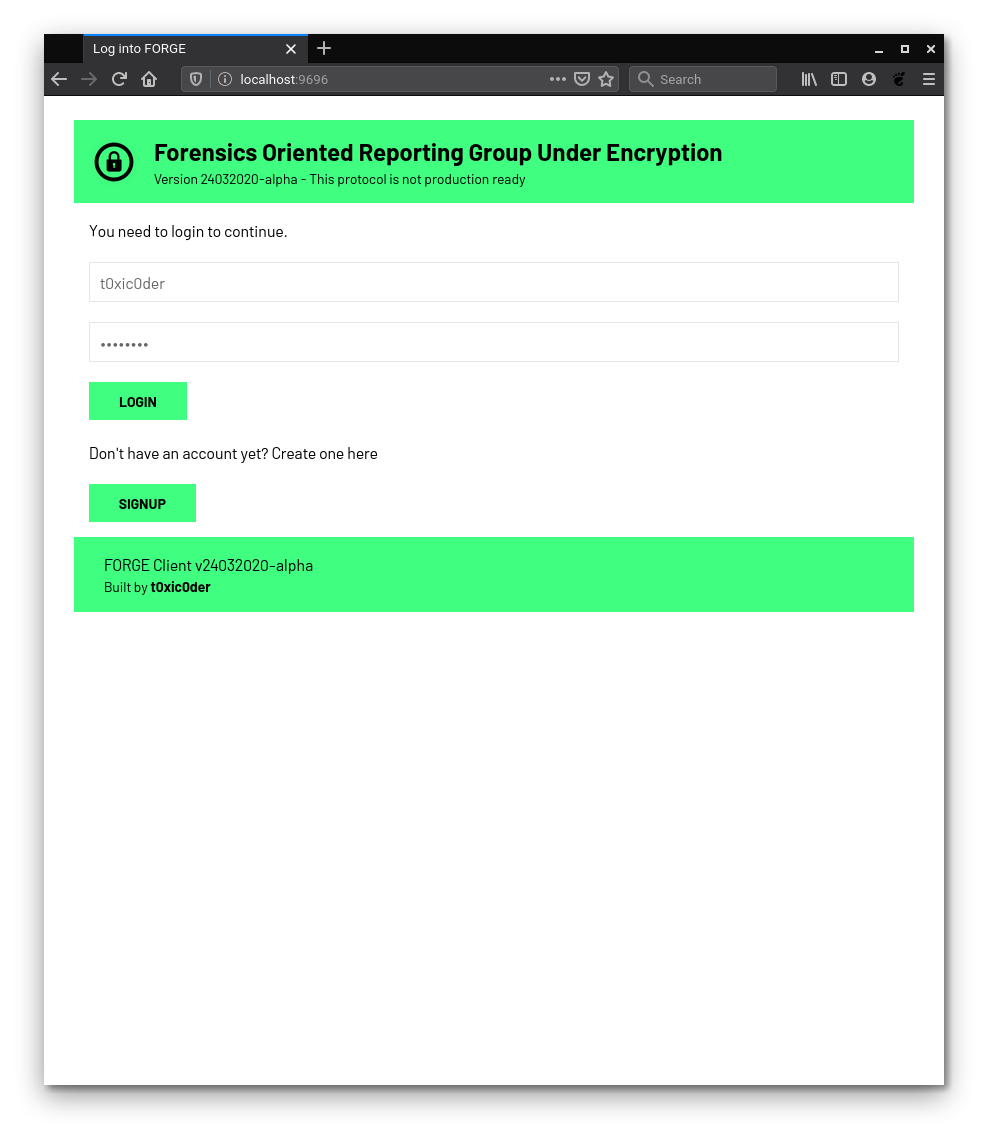 Log into FORGE
localhost:9696
Search
Forensics Oriented Reporting Group Under Encryption
Version 24032020-alpha - This protocol is not production ready
You need to login to continue.
t0xic0der
••••••••
LOGIN
Don't have an account yet? Create one here
SIGNUP
FORGE Client v24032020-alpha
Built by t0xic0der